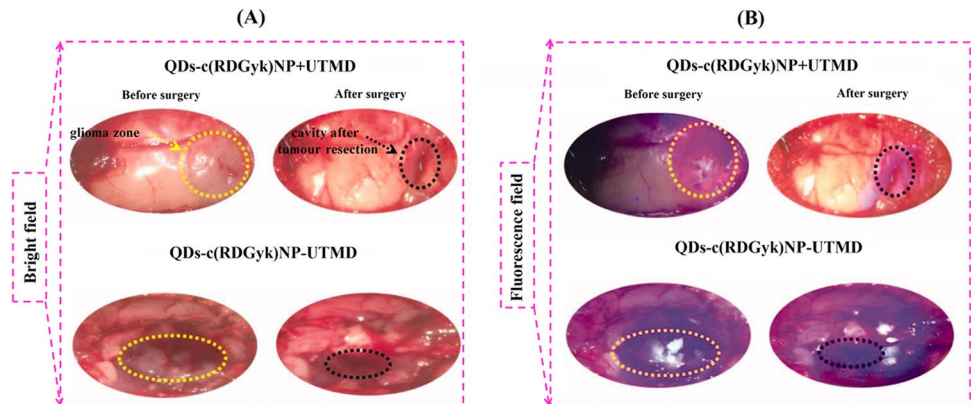 (A)
QDs-c(RDGyk)NP+UTMD
Before surgery
After surgery
glioma zone
cavity after
tumour resection
Bright field
QDs-c(RDGyk)NP-UTMD
(B)
QDs-c(RDGyk)NP+UTMD
Before surgery
After surgery
Fluorescence field
QDs-c(RDGyk)NP-UTMD